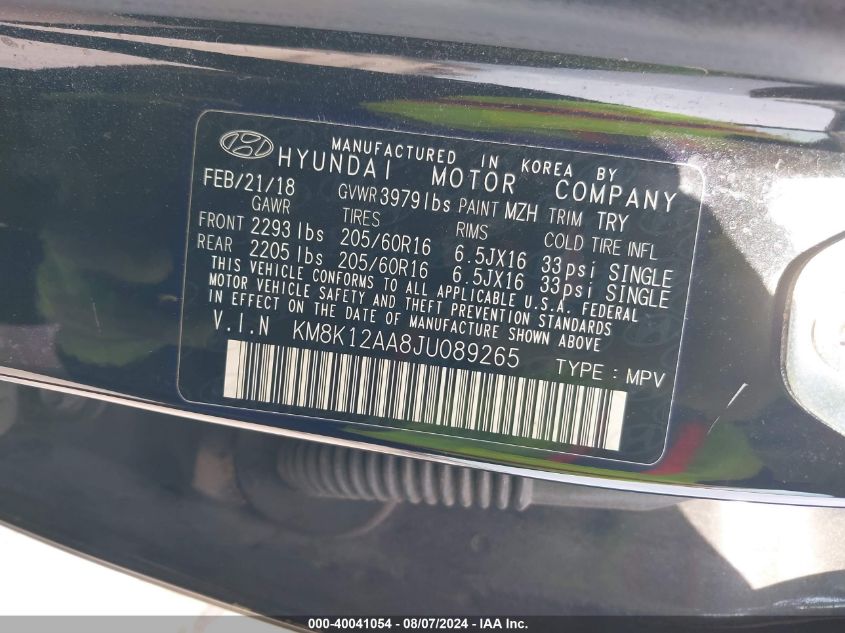 MANUFACTURED IN KOREA BY
HYUNDAI MOTOR COMPANY
FEB/21/18 GVWR 3979lbs PAINT MZH TRIM TRY
GAWR TIRES RIMS COLD TIRE INFL
FRONT 2293 lbs 205/60R16 6.5JX16 33psi SINGLE
REAR 2205 lbs 205/60R16 6.5JX16 33psi SINGLE
THIS VEHICLE CONFORMS TO ALL APPLICABLE U.S.A. FEDERAL
MOTOR VEHICLE SAFETY AND THEFT PREVENTION STANDARDS
IN EFFECT ON THE DATE OF MANUFACTURE SHOWN ABOVE.
V.I.N KM8K12AA8JU089265 TYPE : MPV
000-40041054 - 08/07/2024 - IAA Inc.